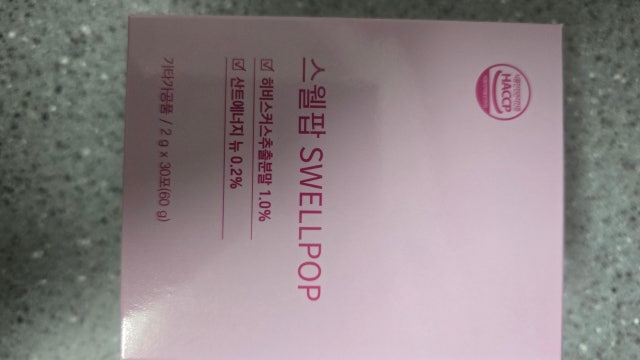 HACCP
스웰팝 SWELLPOP
☑ 히비스커스추출분말 1.0%
☑ 산트에너지 뉴 0.2%
기타가공품 / 2 g x 30포(60 g)